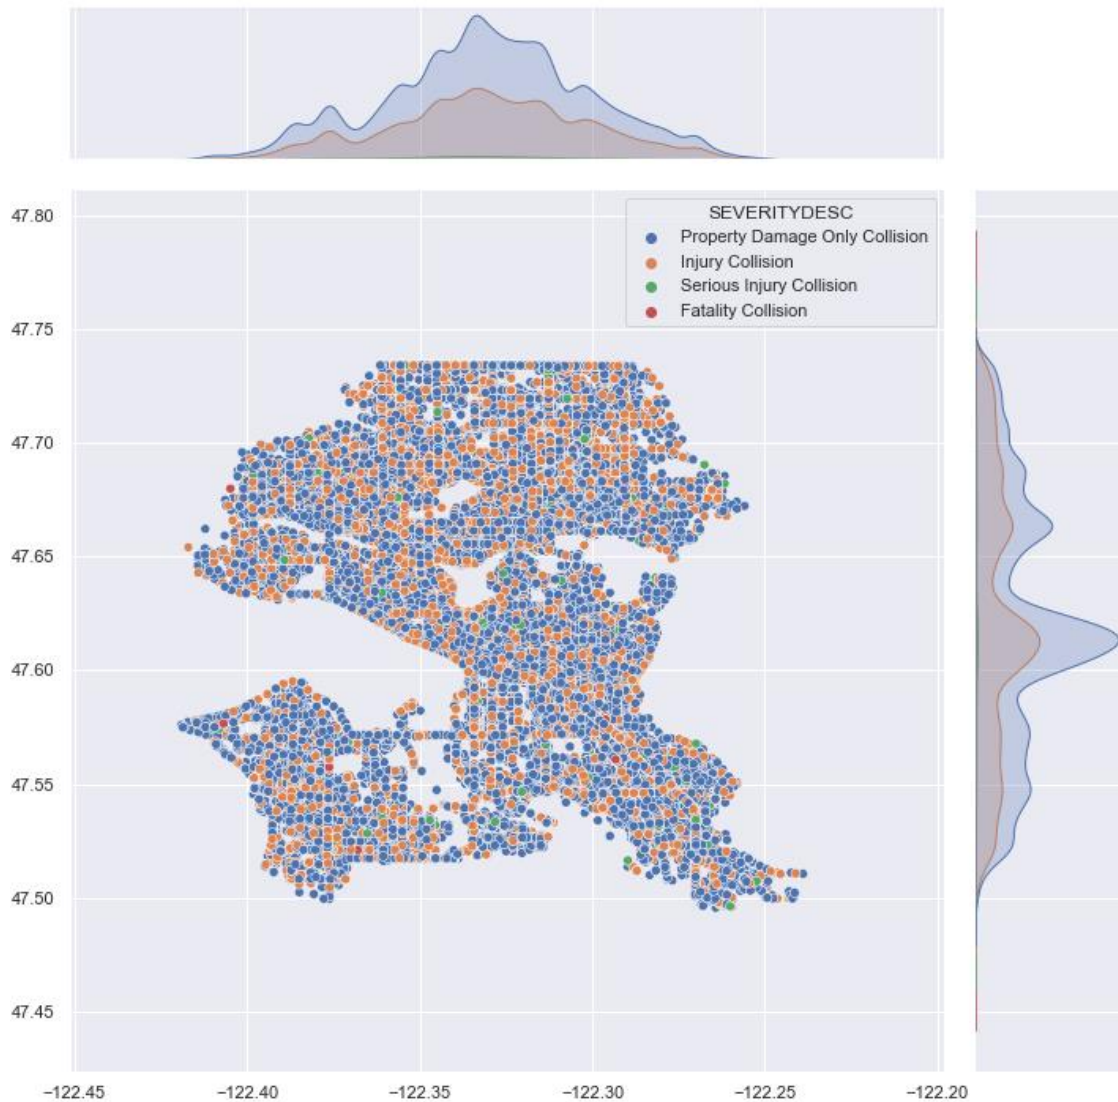 SEVERITYDESC
Property Damage Only Collision
Injury Collision
Serious Injury Collision
Fatality Collision
47.80
47.75
47.70
47.65
47.60
47.55
47.50
47.45
−122.45 −122.40 −122.35 −122.30 −122.25 −122.20